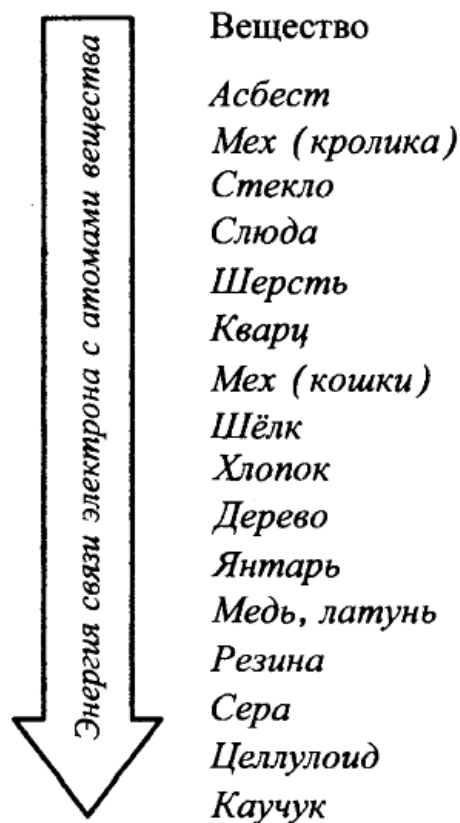 Энергия связи электрона с атомами вещества
Вещество
Асбест
Мех (кролика)
Стекло
Слюда
Шерсть
Кварц
Мех (кошки)
Шёлк
Хлопок
Дерево
Янтарь
Медь, латунь
Резина
Сера
Целлулоид
Каучук